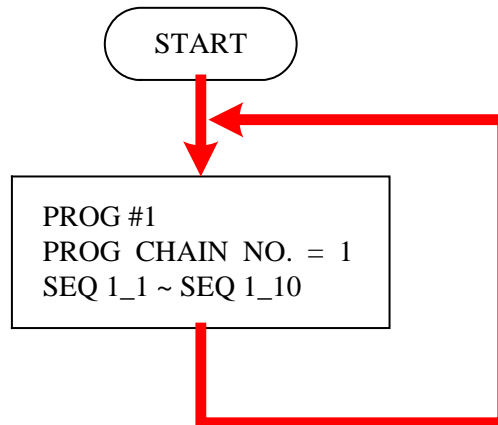 START
PROG #1
PROG CHAIN NO. = 1
SEQ 1_1 ~ SEQ 1_10